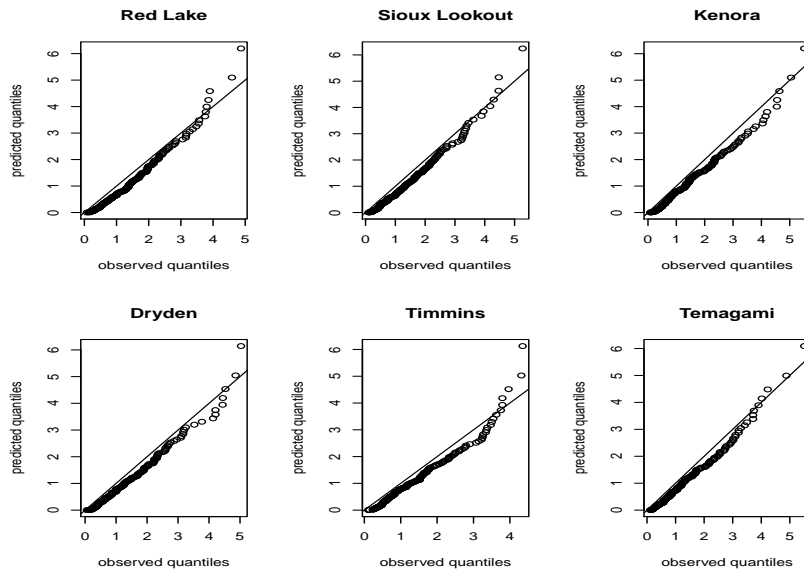 Red Lake
Sioux Lookout
Kenora
predicted quantiles
0 1 2 3 4 5 6
0 1 2 3 4 5
observed quantiles
predicted quantiles
0 1 2 3 4 5 6
0 1 2 3 4 5
observed quantiles
predicted quantiles
0 1 2 3 4 5 6
0 1 2 3 4 5
observed quantiles
Dryden
Timmins
Temagami
predicted quantiles
0 1 2 3 4 5 6
0 1 2 3 4 5
observed quantiles
predicted quantiles
0 1 2 3 4 5 6
0 1 2 3 4
observed quantiles
predicted quantiles
0 1 2 3 4 5 6
0 1 2 3 4 5
observed quantiles